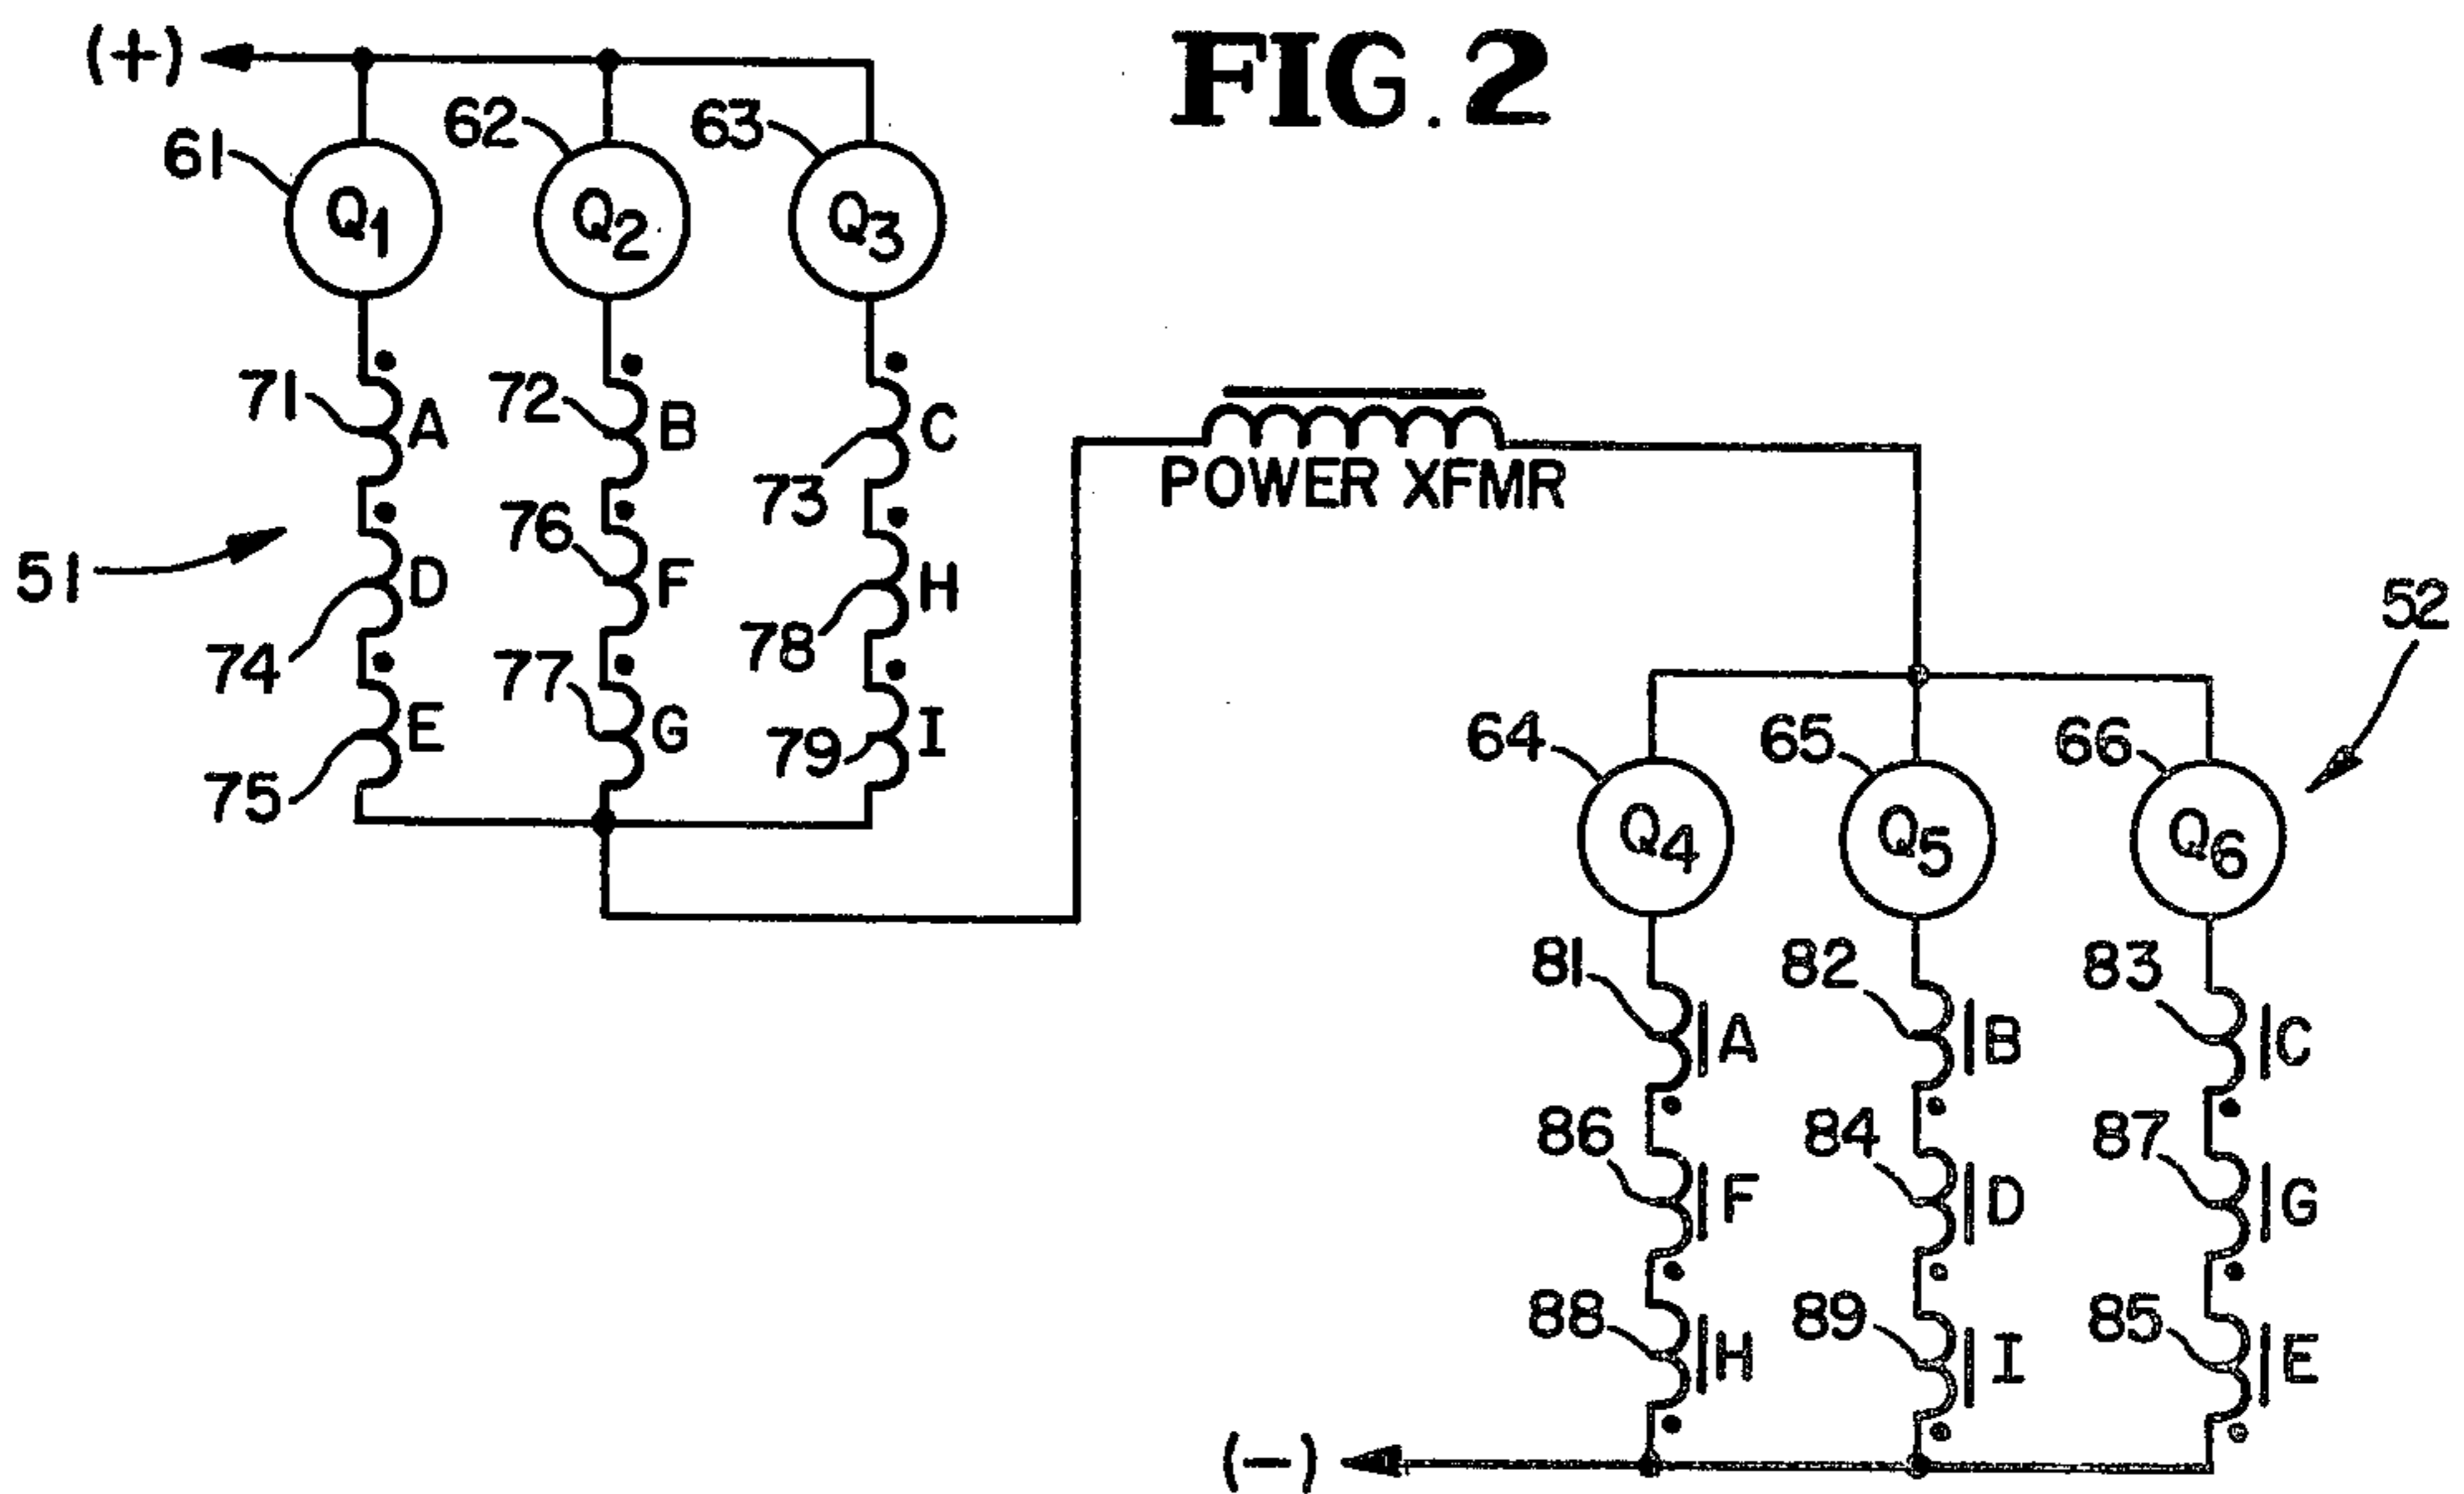 FIG. 2
(+)
61
62
63
Q1
Q2
Q3
71
A
72
B
73
C
POWER XFMR
51
74
D
76
F
78
H
75
E
77
G
79
I
52
64
65
66
Q4
Q5
Q6
81
A
82
B
83
C
86
F
84
D
87
G
88
H
89
I
85
E
(-)